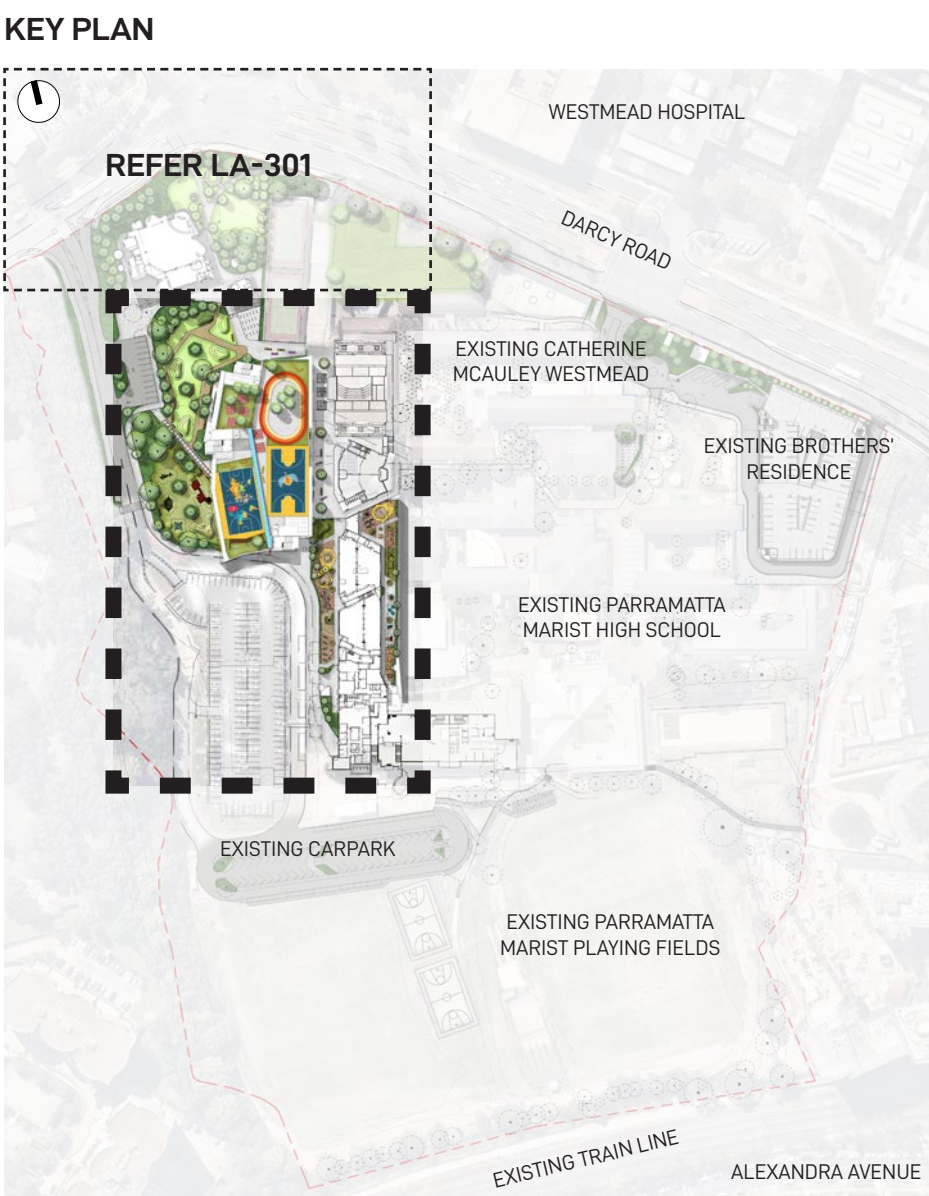 KEY PLAN
REFER LA-301
WESTMEAD HOSPITAL
DARCY ROAD
EXISTING CATHERINE
MCAULEY WESTMEAD
EXISTING BROTHERS'
RESIDENCE
EXISTING PARRAMATTA
MARIST HIGH SCHOOL
EXISTING CARPARK
EXISTING PARRAMATTA
MARIST PLAYING FIELDS
EXISTING TRAIN LINE
ALEXANDRA AVENUE